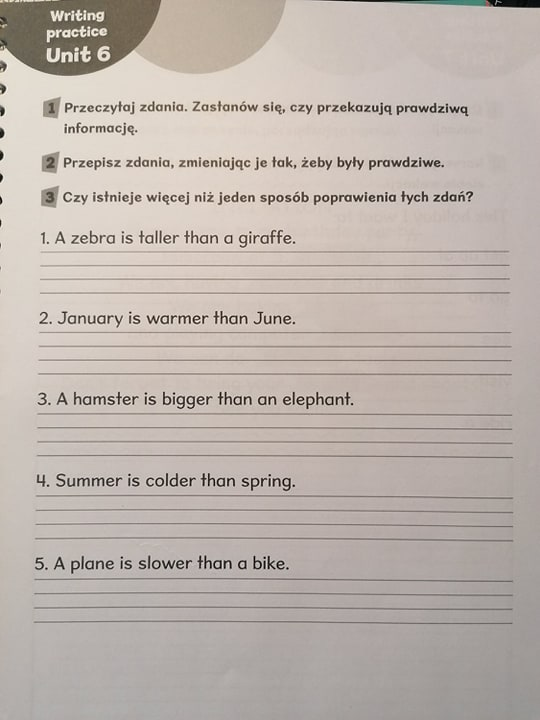 Writing
practice
Unit 6
1 Przeczytaj zdania. Zastanów się, czy przekazują prawdziwą
informację.
2 Przepisz zdania, zmieniając je tak, żeby były prawdziwe.
3 Czy istnieje więcej niż jeden sposób poprawienia tych zdań?
1. A zebra is taller than a giraffe.
2. January is warmer than June.
3. A hamster is bigger than an elephant.
4. Summer is colder than spring.
5. A plane is slower than a bike.